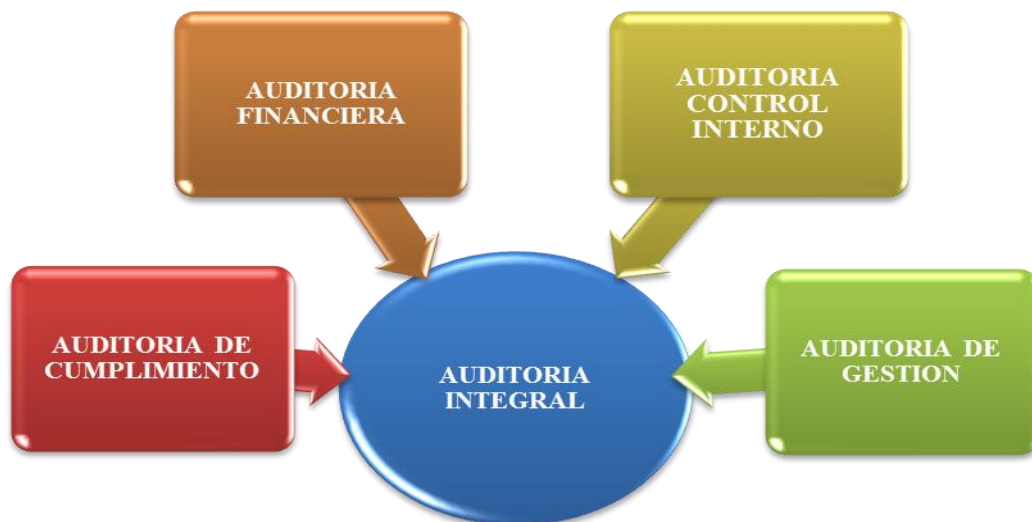 AUDITORIA
FINANCIERA
AUDITORIA
CONTROL
INTERNO
AUDITORIA DE
CUMPLIMIENTO
AUDITORIA
INTEGRAL
AUDITORIA DE
GESTION